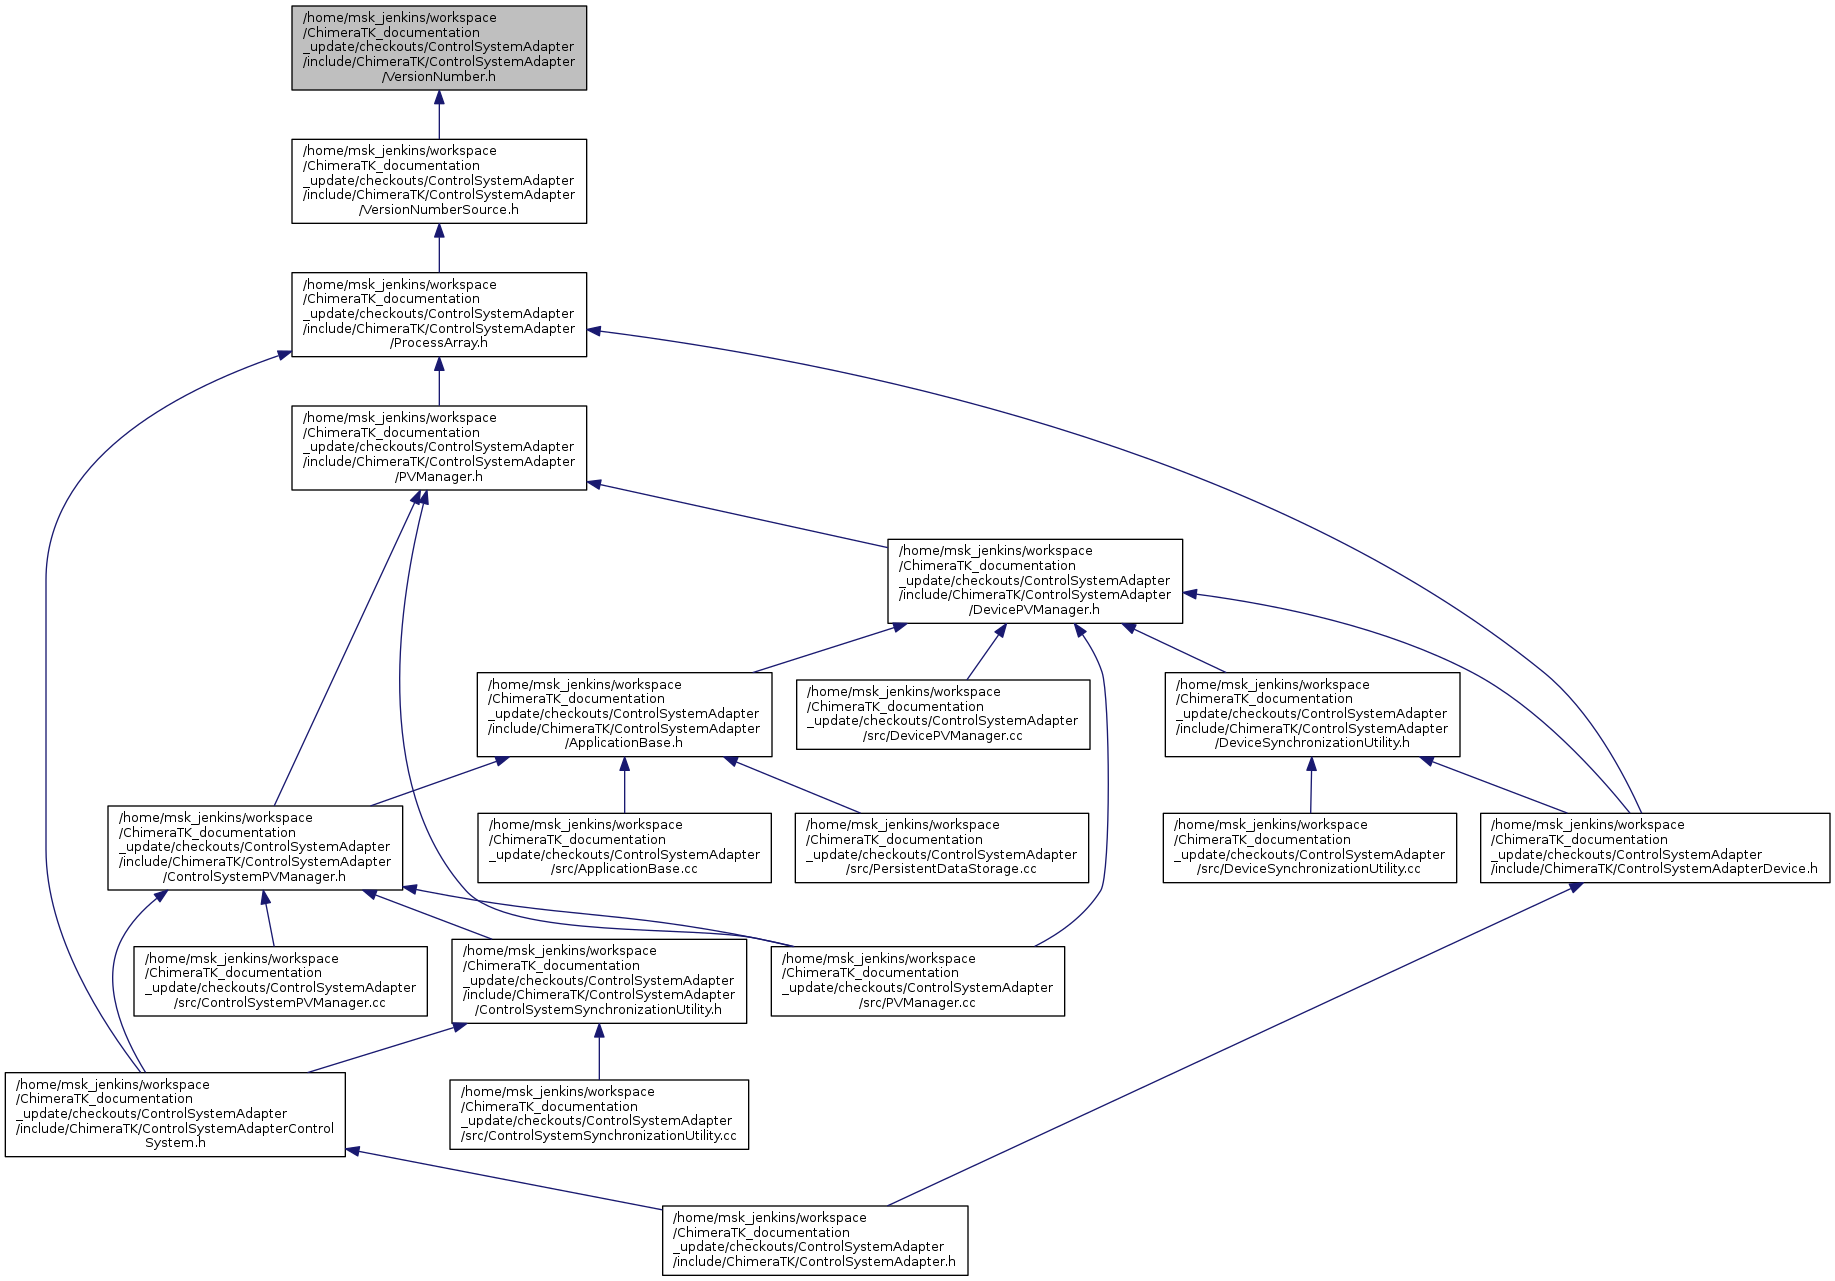 /home/msk_jenkins/workspace
/ChimeraTK_documentation
_update/checkouts/ControlSystemAdapter
/include/ChimeraTK/ControlSystemAdapter
/VersionNumber.h
/home/msk_jenkins/workspace
/ChimeraTK_documentation
_update/checkouts/ControlSystemAdapter
/include/ChimeraTK/ControlSystemAdapter
/VersionNumberSource.h
/home/msk_jenkins/workspace
/ChimeraTK_documentation
_update/checkouts/ControlSystemAdapter
/include/ChimeraTK/ControlSystemAdapter
/ProcessArray.h
/home/msk_jenkins/workspace
/ChimeraTK_documentation
_update/checkouts/ControlSystemAdapter
/include/ChimeraTK/ControlSystemAdapter
/PVManager.h
/home/msk_jenkins/workspace
/ChimeraTK_documentation
_update/checkouts/ControlSystemAdapter
/include/ChimeraTK/ControlSystemAdapter
/DevicePVManager.h
/home/msk_jenkins/workspace
/ChimeraTK_documentation
_update/checkouts/ControlSystemAdapter
/include/ChimeraTK/ControlSystemAdapter
/ApplicationBase.h
/home/msk_jenkins/workspace
/ChimeraTK_documentation
_update/checkouts/ControlSystemAdapter
/src/DevicePVManager.cc
/home/msk_jenkins/workspace
/ChimeraTK_documentation
_update/checkouts/ControlSystemAdapter
/include/ChimeraTK/ControlSystemAdapter
/DeviceSynchronizationUtility.h
/home/msk_jenkins/workspace
/ChimeraTK_documentation
_update/checkouts/ControlSystemAdapter
/include/ChimeraTK/ControlSystemAdapter
/ControlSystemPVManager.h
/home/msk_jenkins/workspace
/ChimeraTK_documentation
_update/checkouts/ControlSystemAdapter
/src/ApplicationBase.cc
/home/msk_jenkins/workspace
/ChimeraTK_documentation
_update/checkouts/ControlSystemAdapter
/src/PersistentDataStorage.cc
/home/msk_jenkins/workspace
/ChimeraTK_documentation
_update/checkouts/ControlSystemAdapter
/src/DeviceSynchronizationUtility.cc
/home/msk_jenkins/workspace
/ChimeraTK_documentation
_update/checkouts/ControlSystemAdapter
/include/ChimeraTK/ControlSystemAdapterDevice.h
/home/msk_jenkins/workspace
/ChimeraTK_documentation
_update/checkouts/ControlSystemAdapter
/src/ControlSystemPVManager.cc
/home/msk_jenkins/workspace
/ChimeraTK_documentation
_update/checkouts/ControlSystemAdapter
/include/ChimeraTK/ControlSystemAdapter
/ControlSystemSynchronizationUtility.h
/home/msk_jenkins/workspace
/ChimeraTK_documentation
_update/checkouts/ControlSystemAdapter
/src/PVManager.cc
/home/msk_jenkins/workspace
/ChimeraTK_documentation
_update/checkouts/ControlSystemAdapter
/include/ChimeraTK/ControlSystemAdapterControl
System.h
/home/msk_jenkins/workspace
/ChimeraTK_documentation
_update/checkouts/ControlSystemAdapter
/src/ControlSystemSynchronizationUtility.cc
/home/msk_jenkins/workspace
/ChimeraTK_documentation
_update/checkouts/ControlSystemAdapter
/include/ChimeraTK/ControlSystemAdapter.h